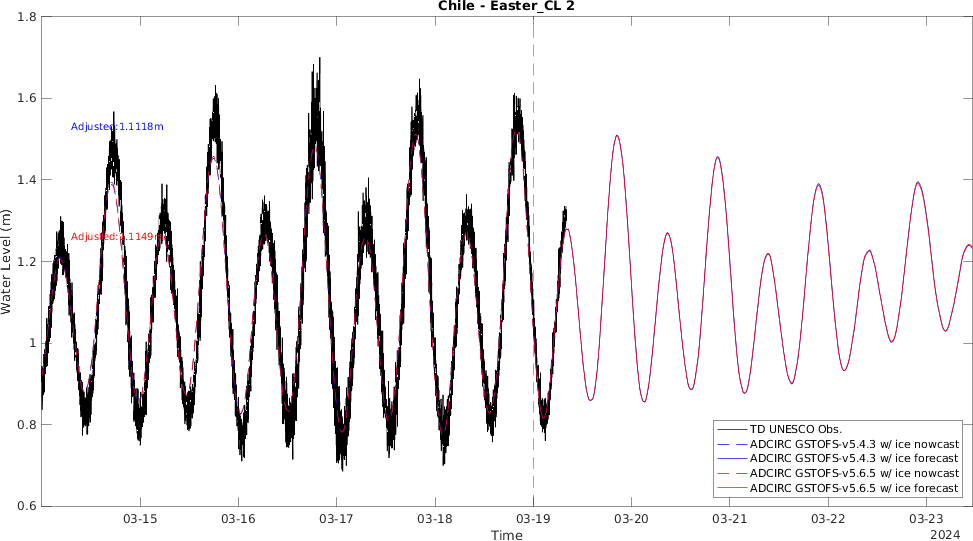 Chile - Easter_CL 2
1.8
1.6
1.4
1.2
1
0.8
0.6
Water Level (m)
Adjusted:1.1118m
Adjusted:1.1149m
TD UNESCO Obs.
ADCIRC GSTOFS-v5.4.3 w/ ice nowcast
ADCIRC GSTOFS-v5.4.3 w/ ice forecast
ADCIRC GSTOFS-v5.6.5 w/ ice nowcast
ADCIRC GSTOFS-v5.6.5 w/ ice forecast
03-15 03-16 03-17 03-18 03-19 03-20 03-21 03-22 03-23
Time
2024